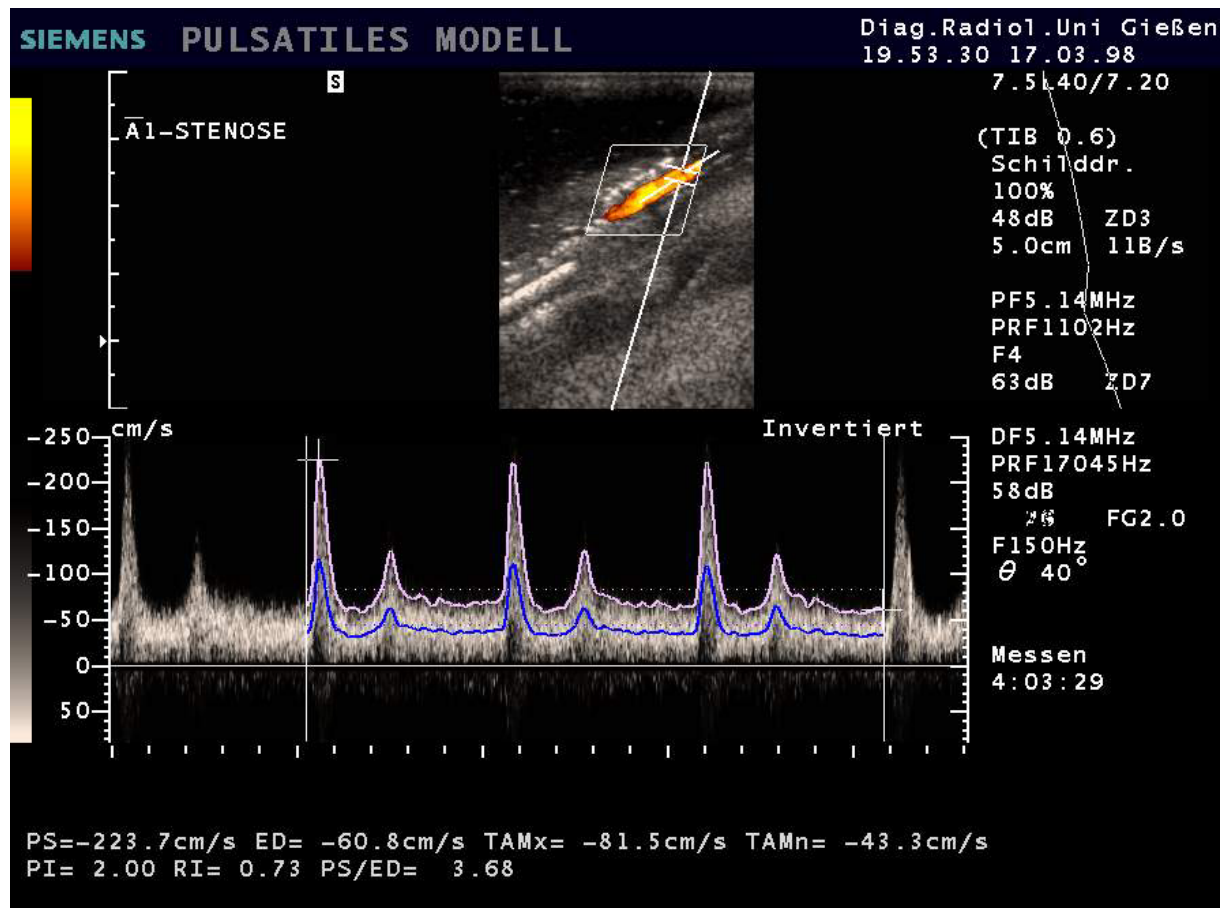 SIEMENS PULSATILES MODELL
Diag.Radiol.Uni Gießen
19.53.30 17.03.98
S
7.5L40/7.20
A1-STENOSE
(TIB 0.6)
Schilddr.
100%
48dB ZD3
5.0cm 11B/s
PF5.14MHz
PRF1102Hz
F4
63dB ZD7
cm/s
Invertiert
-250
-200
-150
-100
-50
0
50
DF5.14MHz
PRF17045Hz
58dB
FG2.0
F150Hz
θ 40°
Messen
4:03:29
PS=-223.7cm/s ED= -60.8cm/s TAMx= -81.5cm/s TAMn= -43.3cm/s
PI= 2.00 RI= 0.73 PS/ED= 3.68